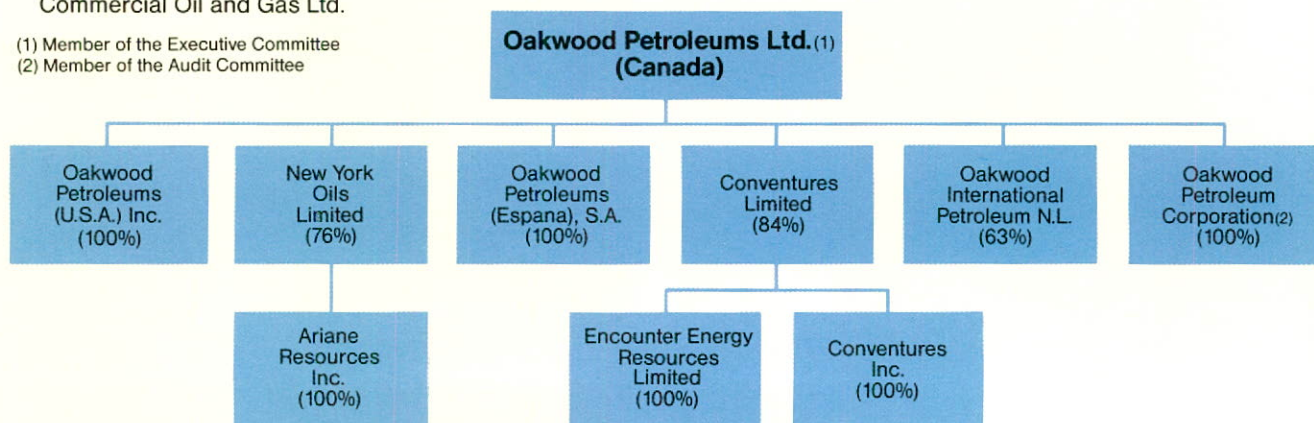 Commercial Oil and Gas Ltd.
(1) Member of the Executive Committee
(2) Member of the Audit Committee
Oakwood Petroleums Ltd.(1)
(Canada)
Oakwood
Petroleums
(U.S.A.) Inc.
(100%)
New York
Oils
Limited
(76%)
Oakwood
Petroleums
(Espana), S.A.
(100%)
Conventures
Limited
(84%)
Oakwood
International
Petroleum N.L.
(63%)
Oakwood
Petroleum
Corporation(2)
(100%)
Ariane
Resources
Inc.
(100%)
Encounter Energy
Resources
Limited
(100%)
Conventures
Inc.
(100%)